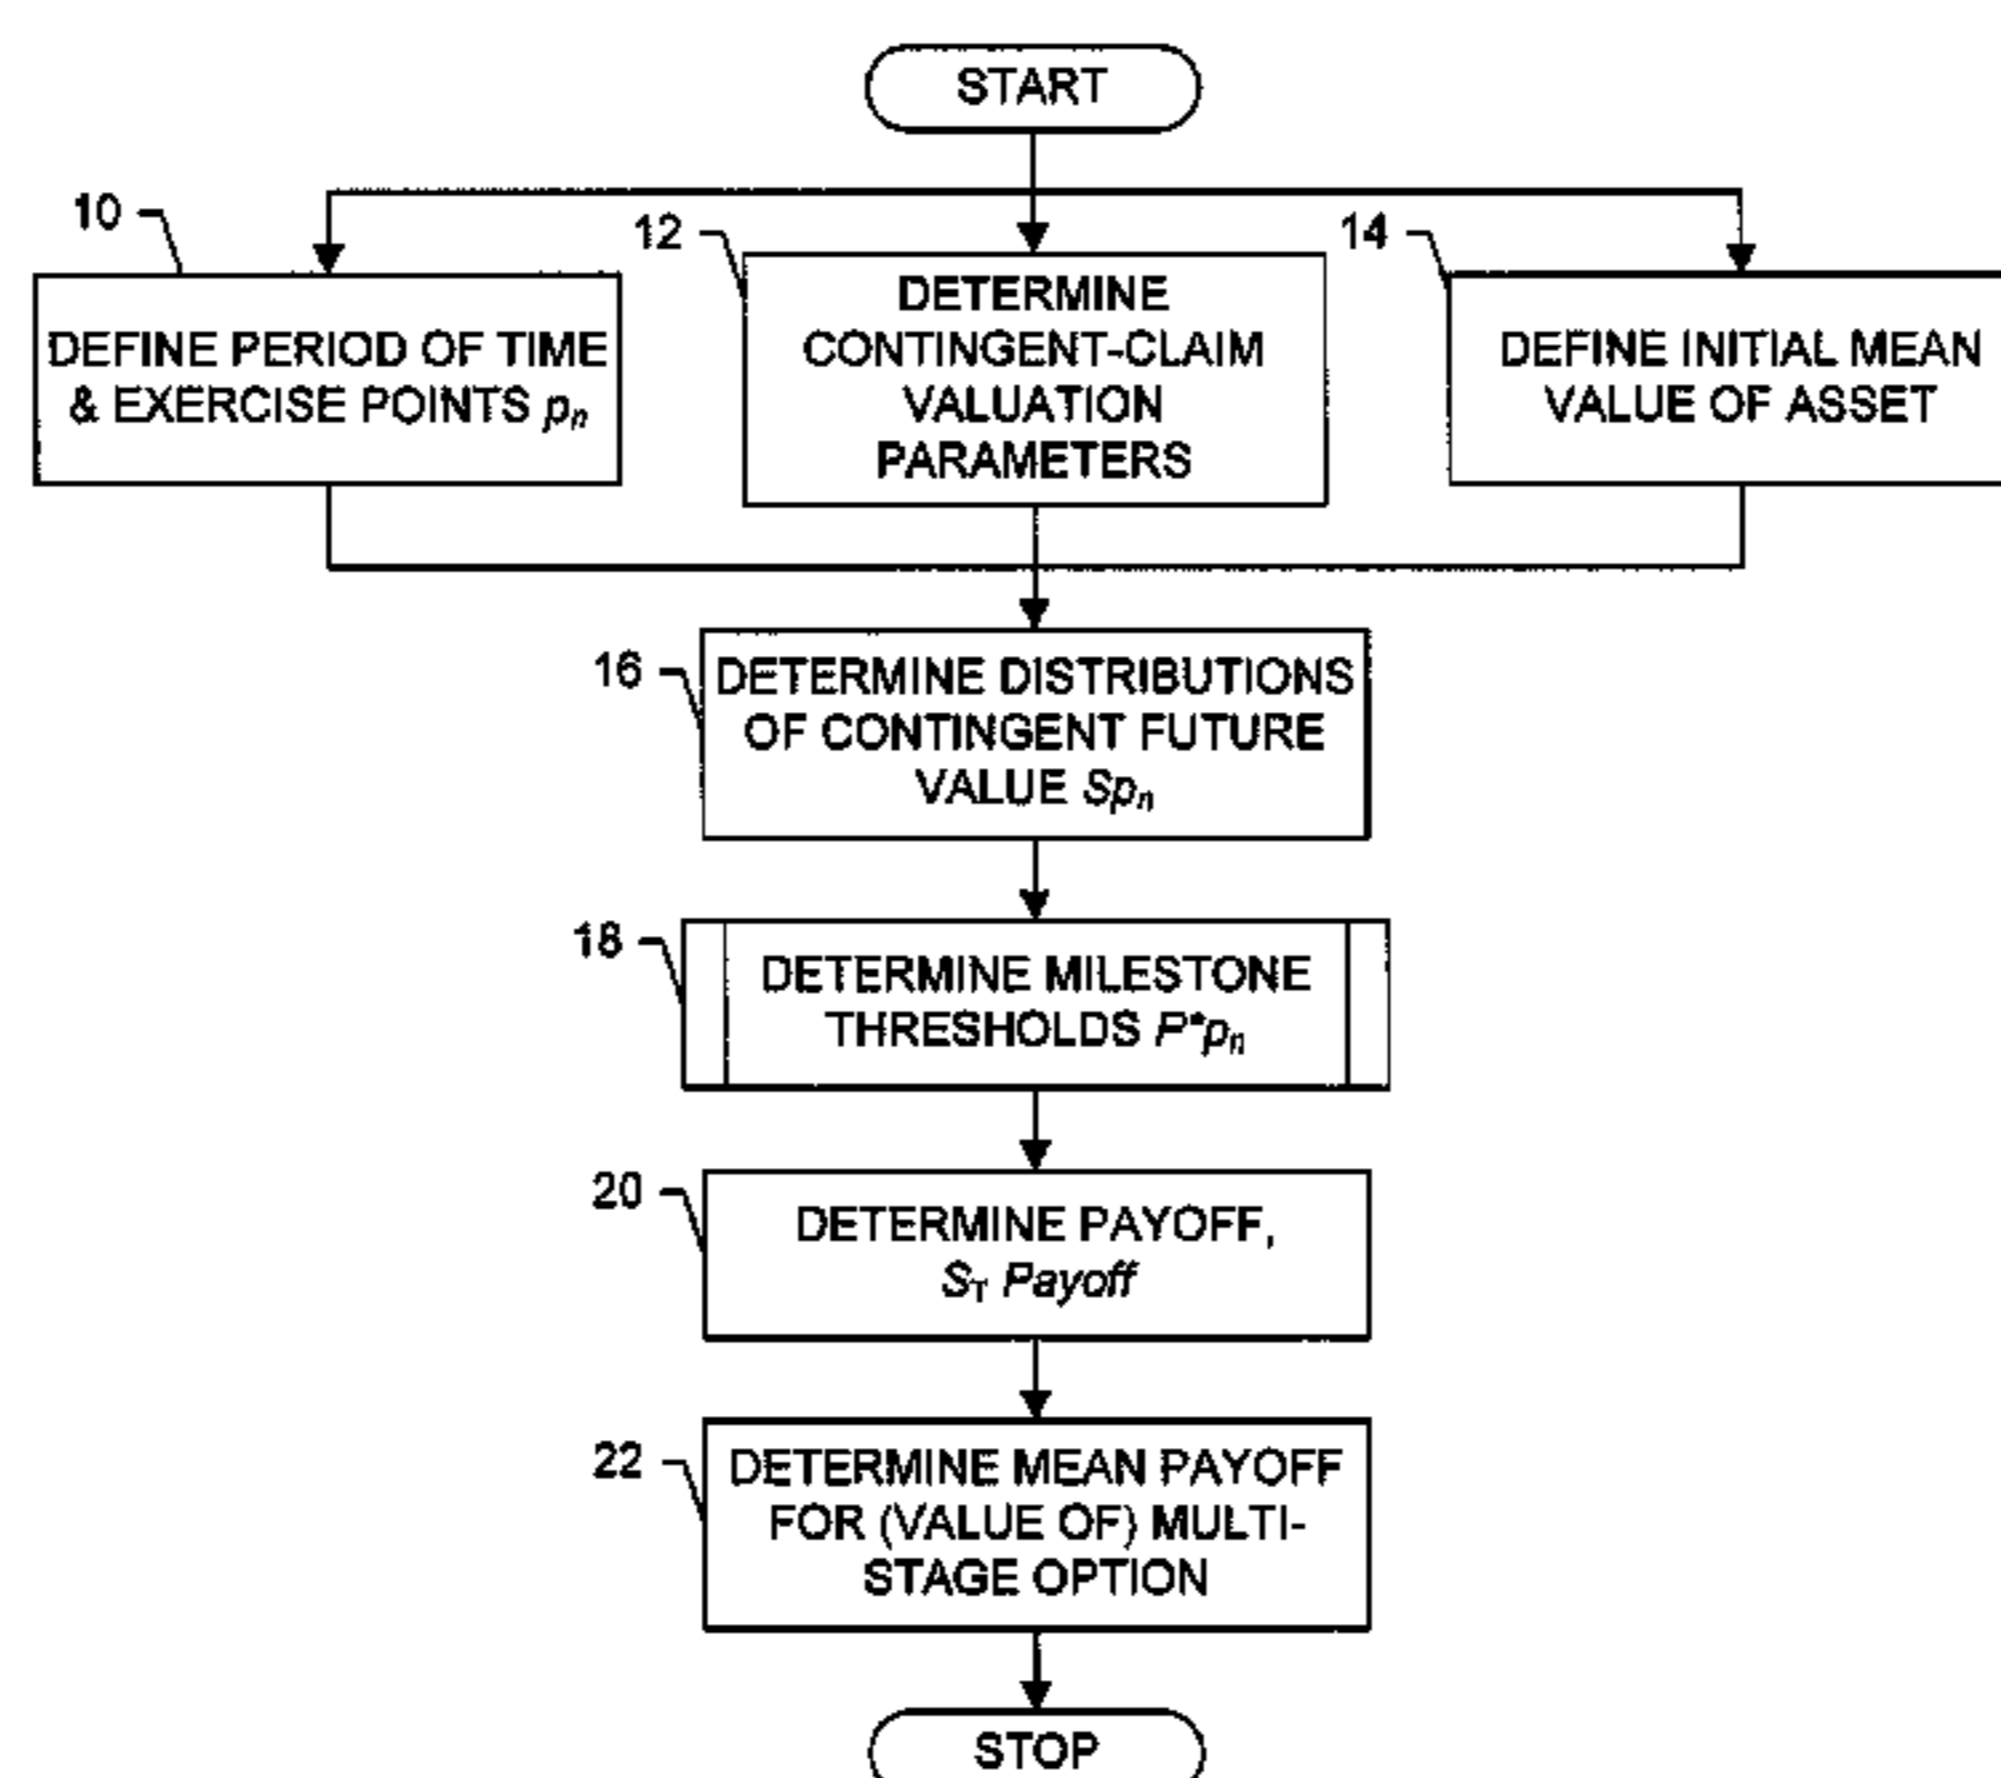 START
10
DEFINE PERIOD OF TIME
& EXERCISE POINTS pn
12
DETERMINE
CONTINGENT-CLAIM
VALUATION
PARAMETERS
14
DEFINE INITIAL MEAN
VALUE OF ASSET
16
DETERMINE DISTRIBUTIONS
OF CONTINGENT FUTURE
VALUE Spn
18
DETERMINE MILESTONE
THRESHOLDS P*pn
20
DETERMINE PAYOFF,
ST Payoff
22
DETERMINE MEAN PAYOFF
FOR (VALUE OF) MULTI-
STAGE OPTION
STOP